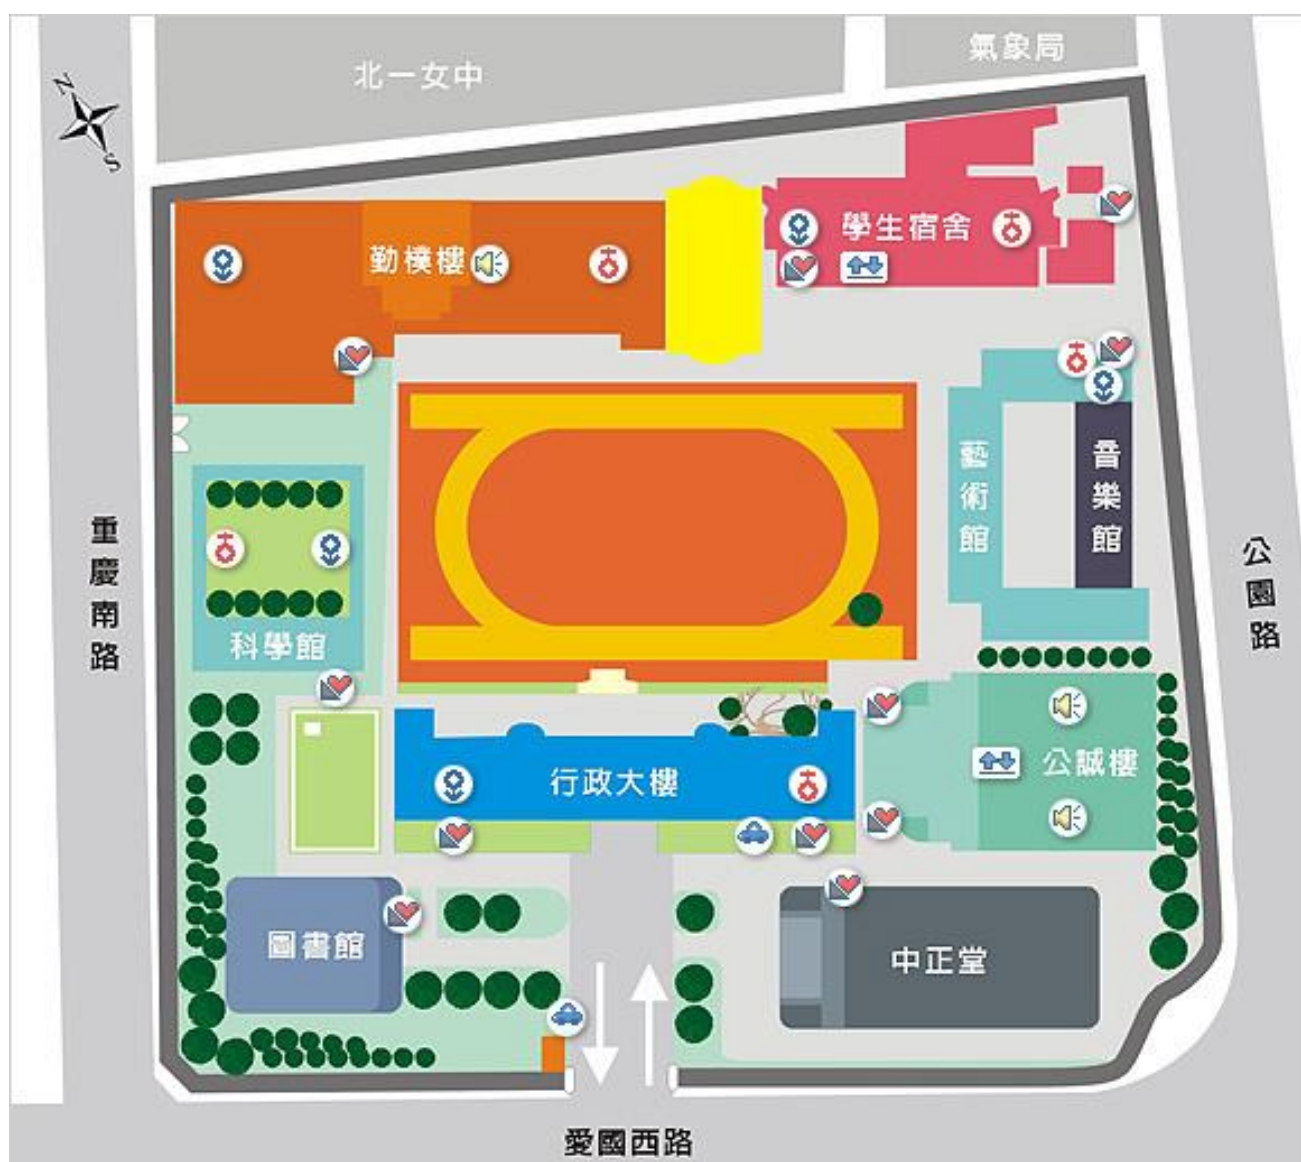 北一女中
氣象局
N
S
學生宿舍
勤樸樓
藝術館
音樂館
重慶南路
公園路
科學館
行政大樓
公誠樓
圖書館
中正堂
愛國西路